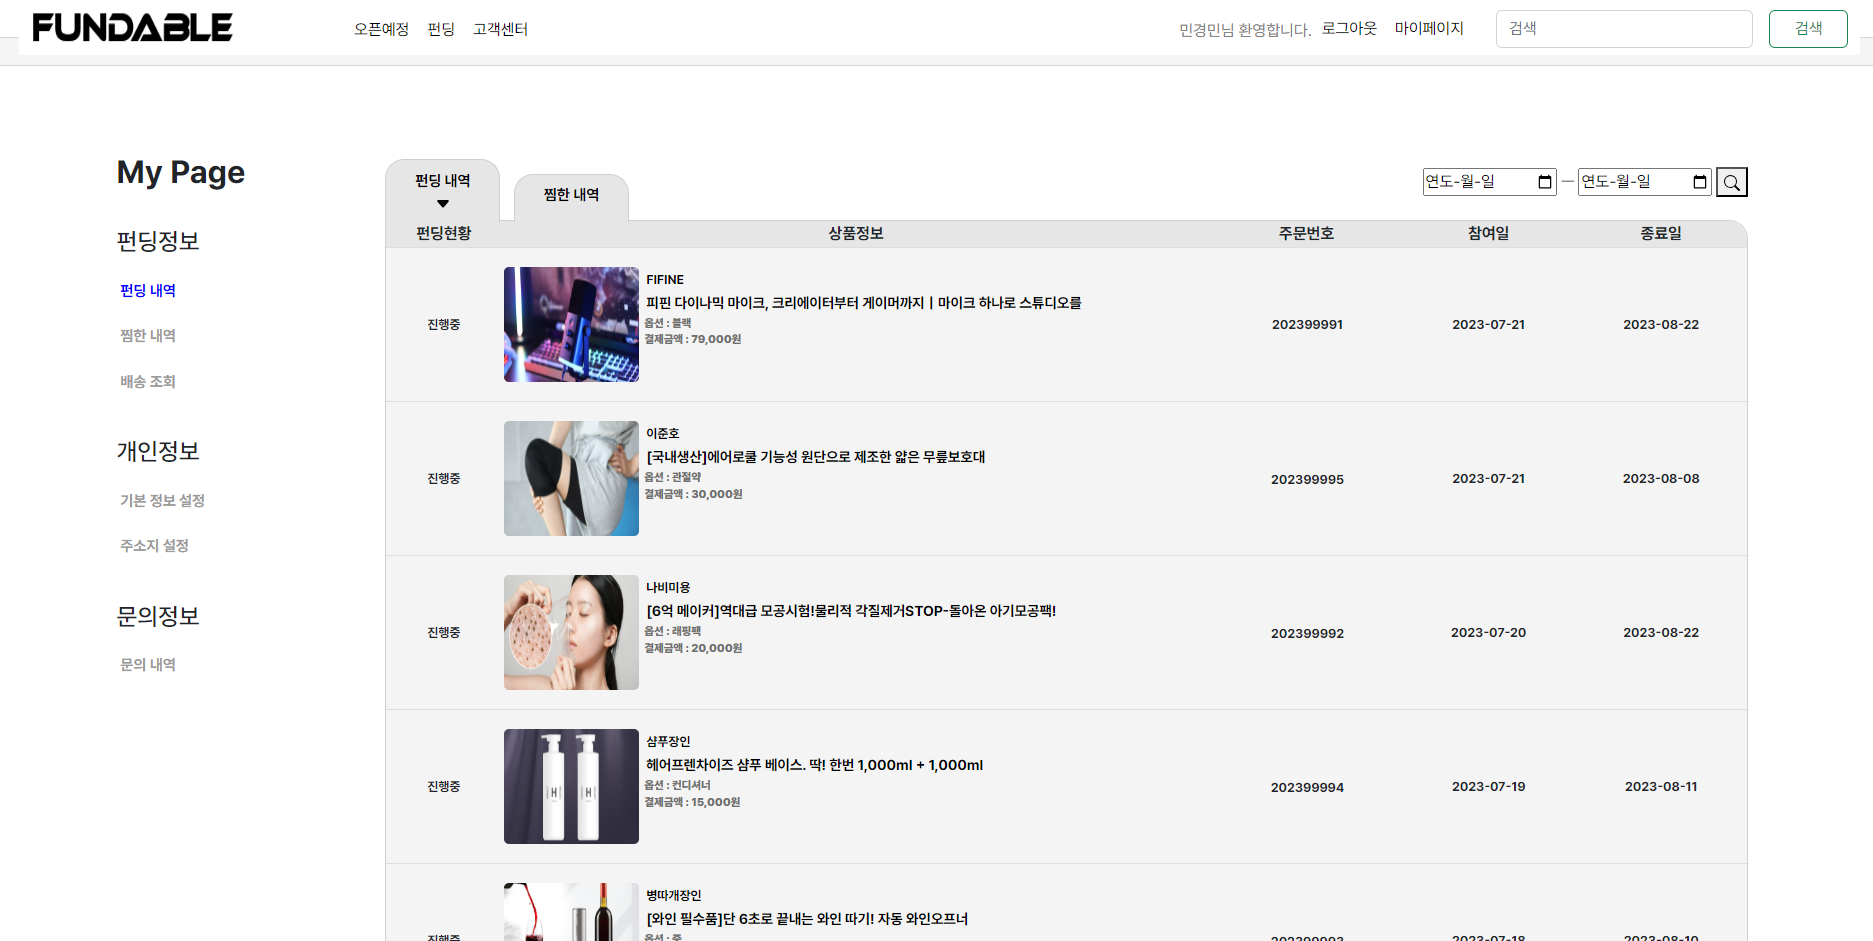 FUNDABLE
오픈예정 펀딩 고객센터
민경민님 환영합니다. 로그아웃 마이페이지 검색 검색
My Page
펀딩정보
펀딩 내역
찜한 내역
배송 조회
개인정보
기본 정보 설정
주소지 설정
문의정보
문의 내역
펀딩 내역
찜한 내역
연도-월-일 — 연도-월-일
펀딩현황 상품정보 주문번호 참여일 종료일
FIFINE
피핀 다이나믹 마이크, 크리에이터부터 게이머까지 | 마이크 하나로 스튜디오를
옵션 : 블랙
결제금액 : 79,000원
진행중 202399991 2023-07-21 2023-08-22
이준호
[국내생산]에어로쿨 기능성 원단으로 제조한 얇은 무릎보호대
옵션 : 관절약
결제금액 : 30,000원
진행중 202399995 2023-07-21 2023-08-08
나비미용
[6억 메이커]역대급 모공시험!물리적 각질제거STOP-돌아온 아기모공팩!
옵션 : 래핑팩
결제금액 : 20,000원
진행중 202399992 2023-07-20 2023-08-22
샴푸장인
헤어프렌차이즈 샴푸 베이스. 딱! 한번 1,000ml + 1,000ml
옵션 : 컨디셔너
결제금액 : 15,000원
진행중 202399994 2023-07-19 2023-08-11
H H
병따개장인
[와인 필수품]단 6초로 끝내는 와인 따기! 자동 와인오프너
옵션 : 중
진행중 202399993 2023-07-18 2023-08-10